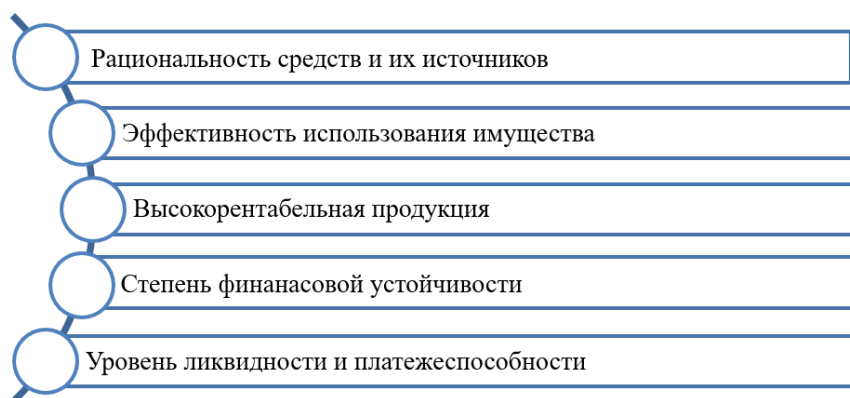 Рациональность средств и их источников
Эффективность использования имущества
Высокорентабельная продукция
Степень финанасовой устойчивости
Уровень ликвидности и платежеспособности